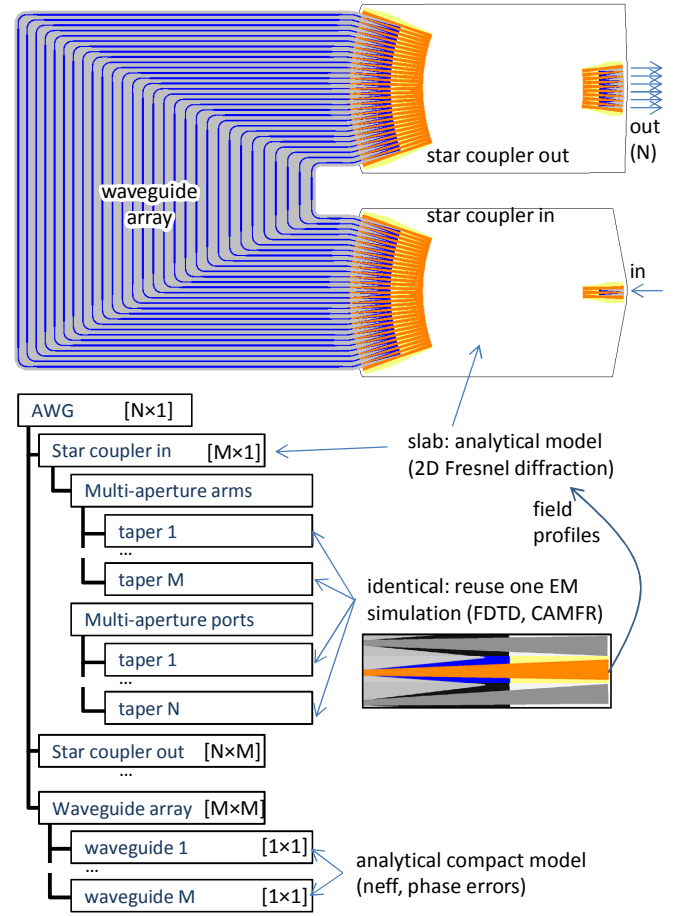 star coupler out
out
(N)
waveguide
array
star coupler in
in
AWG [N×1]
Star coupler in [M×1]
Multi-aperture arms
taper 1
...
taper M
Multi-aperture ports
taper 1
...
taper N
Star coupler out [N×M]
...
Waveguide array [M×M]
waveguide 1 [1×1]
...
waveguide M [1×1]
slab: analytical model
(2D Fresnel diffraction)
field
profiles
identical: reuse one EM
simulation (FDTD, CAMFR)
analytical compact model
(neff, phase errors)